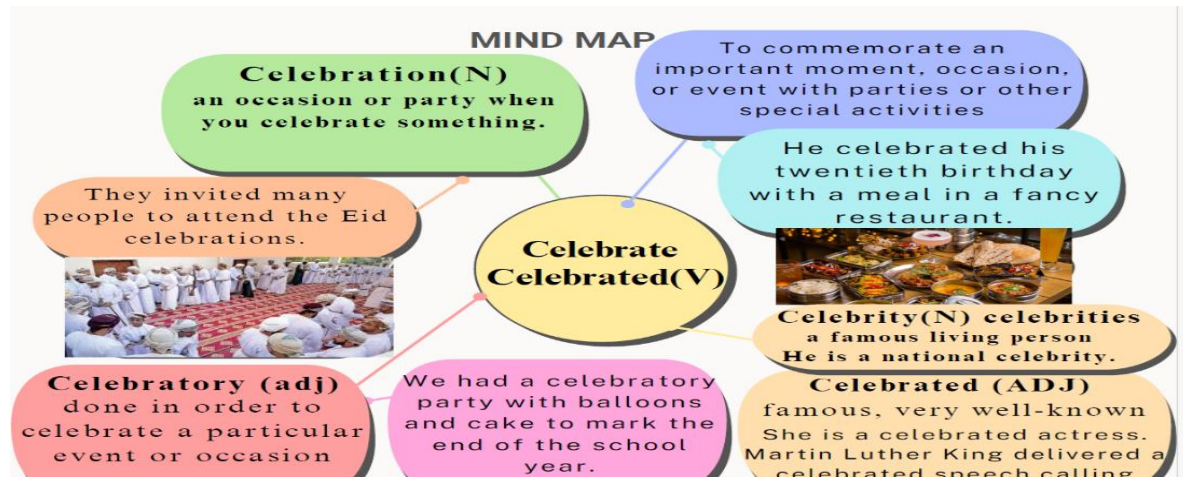 MIND MAP
Celebration(N)
an occasion or party when
you celebrate something.
To commemorate an
important moment, occasion,
or event with parties or other
special activities
They invited many
people to attend the Eid
celebrations.
He celebrated his
twentieth birthday
with a meal in a fancy
restaurant.
Celebrate
Celebrated(V)
Celebrity(N) celebrities
a famous living person
He is a national celebrity.
Celebratory (adj)
done in order to
celebrate a particular
event or occasion
We had a celebratory
party with balloons
and cake to mark the
end of the school
year.
Celebrated (ADJ)
famous, very well-known
She is a celebrated actress.
Martin Luther King delivered a
celebrated speech calling